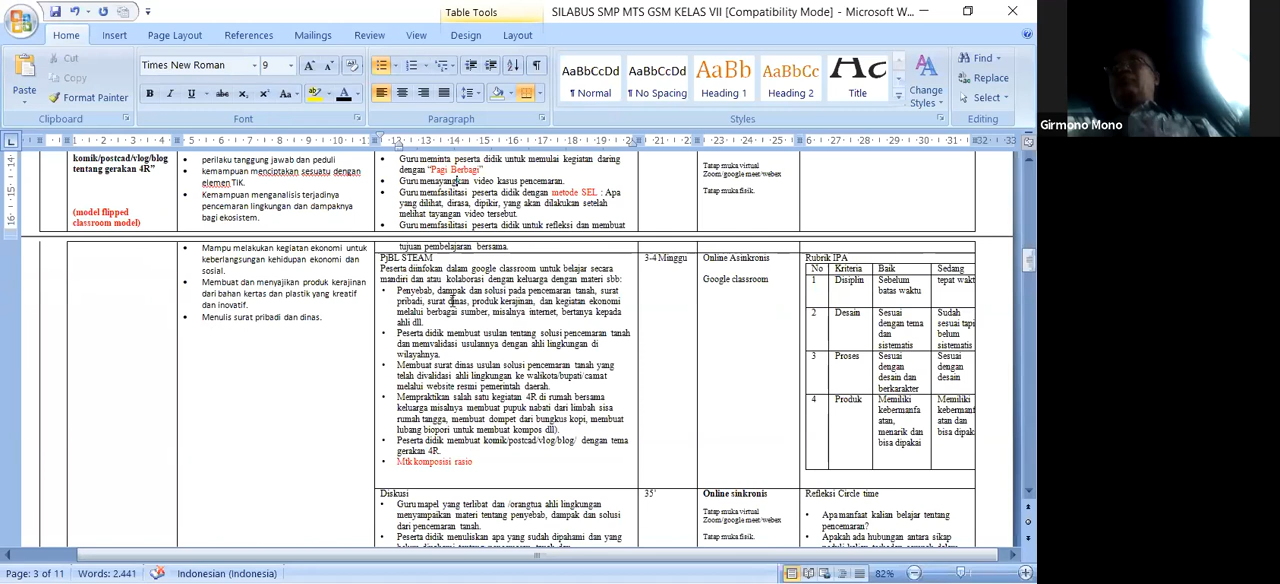 Table Tools
SILABUS SMP MTS GSM KELAS VII [Compatibility Mode] - Microsoft W...
Home Insert Page Layout References Mailings Review View Design Layout
Paste
Cut
Copy
Format Painter
Clipboard
Times New Roman 9
B I U abc X₂ X² Aa
Font
Paragraph
AaBbCcDd AaBbCcDd AaBb AaBbCc Aa
¶ Normal ¶ No Spacing Heading 1 Heading 2 Title
Change
Styles
Styles
Find
Replace
Select
Editing
Girmono Mono
komik/postcad/vlog/blog
tentang gerakan 4R”
(model flipped
classroom model)
perilaku tanggung jawab dan peduli
• kemampuan menciptakan sesuatu dengan
elemen TIK.
• Kemampuan menganalisis terjadinya
pencemaran lingkungan dan dampaknya
bagi ekosistem.
• Guru meminta peserta didik untuk memulai kegiatan daring
dengan “Pagi Berbagi”
• Guru menayangkan video kasus pencemaran.
• Guru memfasilitasi peserta didik dengan metode SEL : Apa
yang dilihat, dirasa, dipikir, yang akan dilakukan setelah
melihat tayangan video tersebut.
• Guru memfasilitasi peserta didik untuk refleksi dan membuat
Tatap muka virtual
Zoom/google meet/webex
Tatap muka fisik.
• Mampu melakukan kegiatan ekonomi untuk
keberlangsungan kehidupan ekonomi dan
sosial.
• Membuat dan menyajikan produk kerajinan
dari bahan kertas dan plastik yang kreatif
dan inovatif.
• Menulis surat pribadi dan dinas.
tujuan pembelajaran bersama.
PjBL STEAM
Peserta diinfokan dalam google classroom untuk belajar secara
mandiri dan atau kolaborasi dengan keluarga dengan materi sbb:
• Penyebab, dampak dan solusi pada pencemaran tanah, surat
pribadi, surat dinas, produk kerajinan, dan kegiatan ekonomi
melalui berbagai sumber, misalnya internet, bertanya kepada
ahli dll.
• Peserta didik membuat usulan tentang solusi pencemaran tanah
dan memvalidasi usulannya dengan ahli lingkungan di
wilayahnya.
• Membuat surat dinas usulan solusi pencemaran tanah yang
telah divalidasi ahli lingkungan ke walikota/bupati/camat
melalui website resmi pemerintah daerah.
• Mempraktikan salah satu kegiatan 4R di rumah bersama
keluarga misalnya membuat pupuk nabati dari limbah sisa
rumah tangga, membuat dompet dari bungkus kopi, membuat
lubang biopori untuk membuat kompos dll).
• Peserta didik membuat komik/postcad/vlog/blog/ dengan tema
gerakan 4R.
• Mtk komposisi rasio
3-4 Minggu
Online Asinkronis
Google classroom
Rubrik IPA
No Kriteria Baik Sedang
1 Disiplin Sebelum tepat wakt
batas waktu
2 Desain Sesuai Sudah
dengan tema sesuai tapi
dan belum
sistematis sistematis
3 Proses Sesuai Sesuai
dengan dengan
desain dan desain
berkarakter
4 Produk Memiliki Memiliki
kebermanfa kebermanf
atan, atan dan
menarik dan bisa dipak
bisa dipakai
Diskusi
• Guru mapel yang terlibat dan /orangtua ahli lingkungan
menyampaikan materi tentang penyebab, dampak dan solusi
dari pencemaran tanah.
• Peserta didik menuliskan apa yang sudah dipahami dan yang
35’
Online sinkronis
Tatap muka virtual
Zoom/google meet/webex
Tatap muka fisik.
Refleksi Circle time
• Apa manfaat kalian belajar tentang
pencemaran?
• Apakah ada hubungan antara sikap
Page: 3 of 11 Words: 2.441 Indonesian (Indonesia) 82%